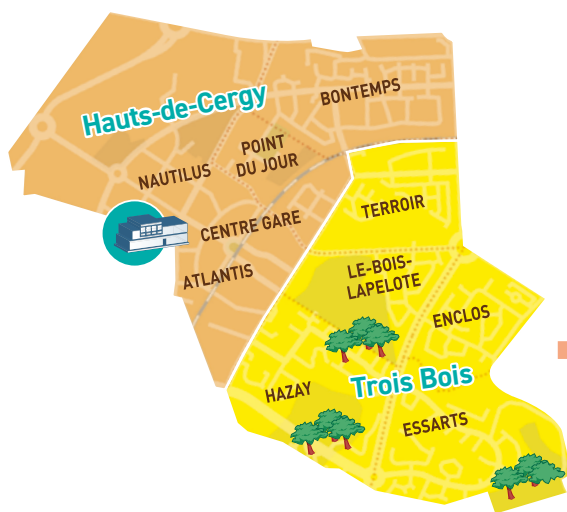 BONTEMPS
Hauts-de-Cergy
POINT
DU JOUR
NAUTILUS
TERROIR
CENTRE GARE
LE-BOIS-
LAPELOTE
ATLANTIS
ENCLOS
Trois Bois
HAZAY
ESSARTS